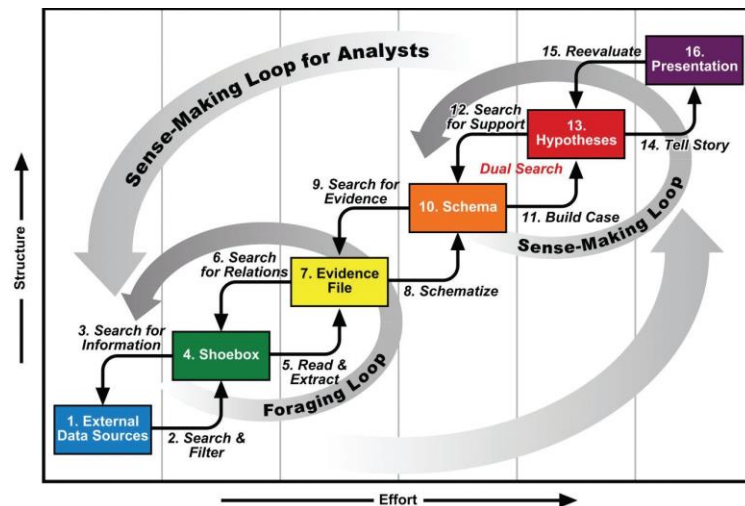 15. Reevaluate
16.
Presentation
Sense-Making Loop for Analysts
12. Search
for Support
13.
Hypotheses
14. Tell Story
Dual Search
9. Search for
Evidence
10. Schema
11. Build Case
Sense-Making Loop
6. Search
for Relations
7. Evidence
File
8. Schematize
3. Search for
Information
4. Shoebox
5. Read &
Extract
Foraging Loop
1. External
Data Sources
2. Search &
Filter
Structure
Effort